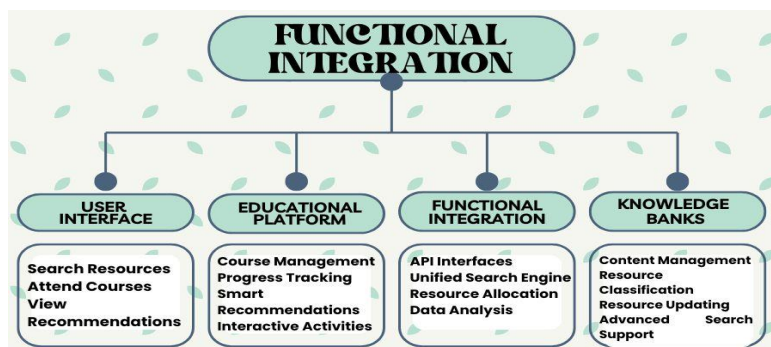 FUNCTIONAL
INTEGRATION
USER
INTERFACE
Search Resources
Attend Courses
View
Recommendations
EDUCATIONAL
PLATFORM
Course Management
Progress Tracking
Smart
Recommendations
Interactive Activities
FUNCTIONAL
INTEGRATION
API Interfaces
Unified Search Engine
Resource Allocation
Data Analysis
KNOWLEDGE
BANKS
Content Management
Resource
Classification
Resource Updating
Advanced Search
Support